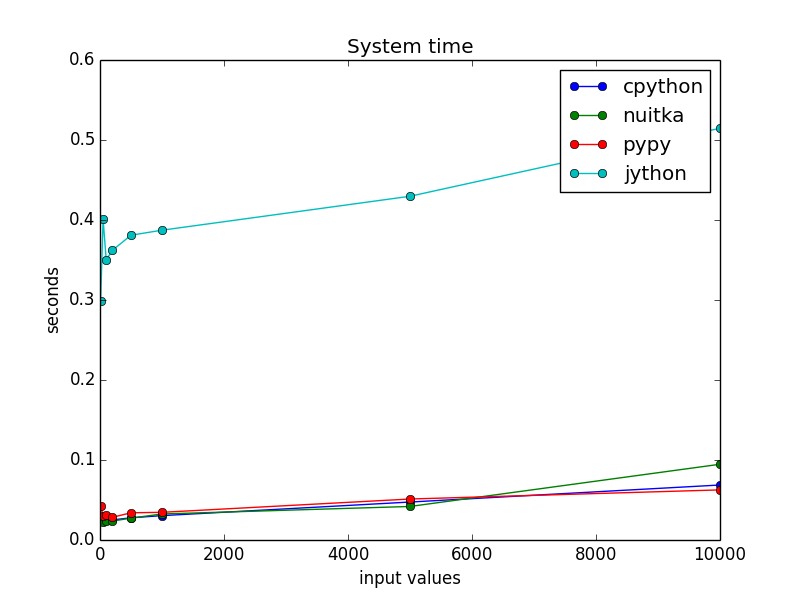 System time
0.6
0.5
0.4
0.3
0.2
0.1
0.0
seconds
cpython
nuitka
pypy
jython
0 2000 4000 6000 8000 10000
input values